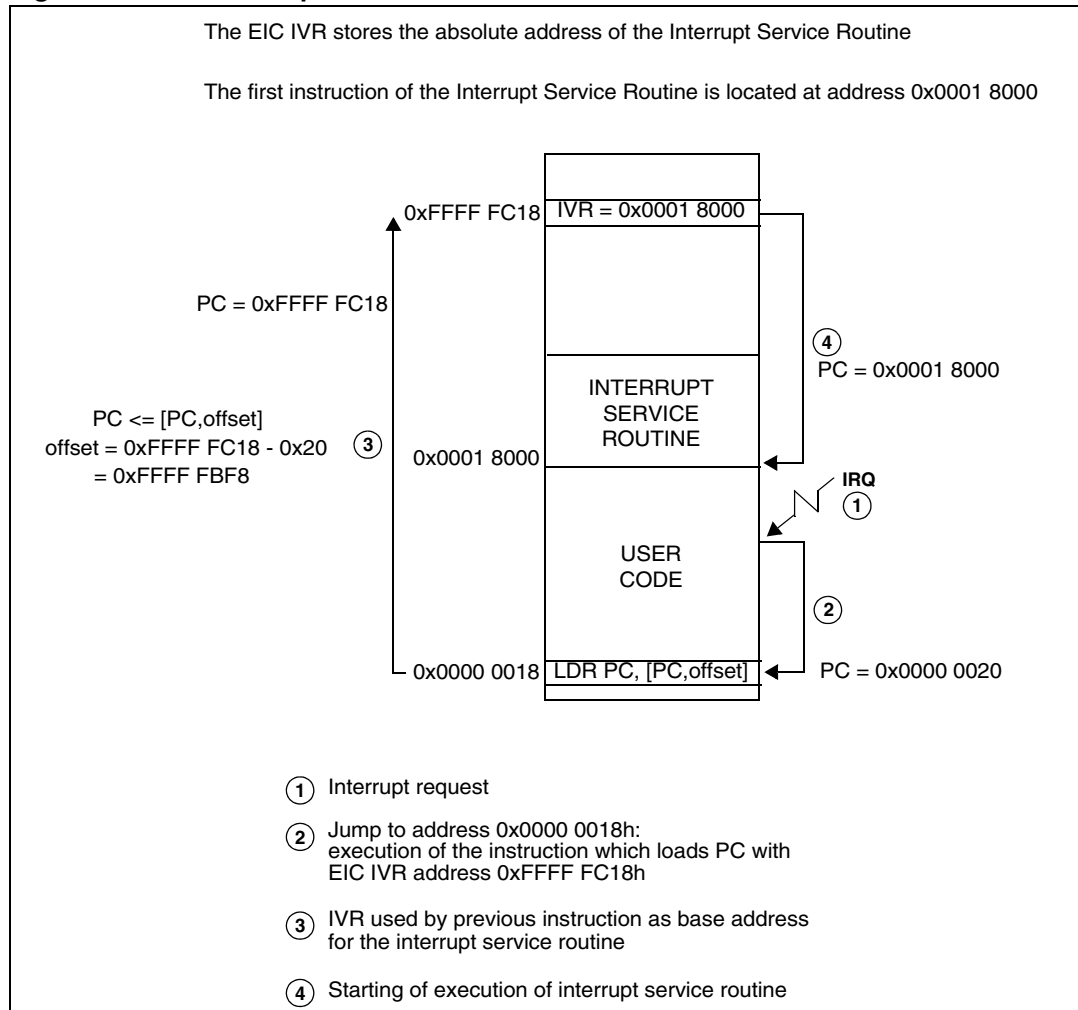 The EIC IVR stores the absolute address of the Interrupt Service Routine
The first instruction of the Interrupt Service Routine is located at address 0x0001 8000
0xFFFF FC18
IVR = 0x0001 8000
PC = 0xFFFF FC18
4
PC = 0x0001 8000
INTERRUPT
SERVICE
ROUTINE
PC <= [PC,offset]
offset = 0xFFFF FC18 - 0x20
= 0xFFFF FBF8
3
0x0001 8000
IRQ
1
USER
CODE
2
0x0000 0018
LDR PC, [PC,offset]
PC = 0x0000 0020
1 Interrupt request
2 Jump to address 0x0000 0018h:
execution of the instruction which loads PC with
EIC IVR address 0xFFFF FC18h
3 IVR used by previous instruction as base address
for the interrupt service routine
4 Starting of execution of interrupt service routine